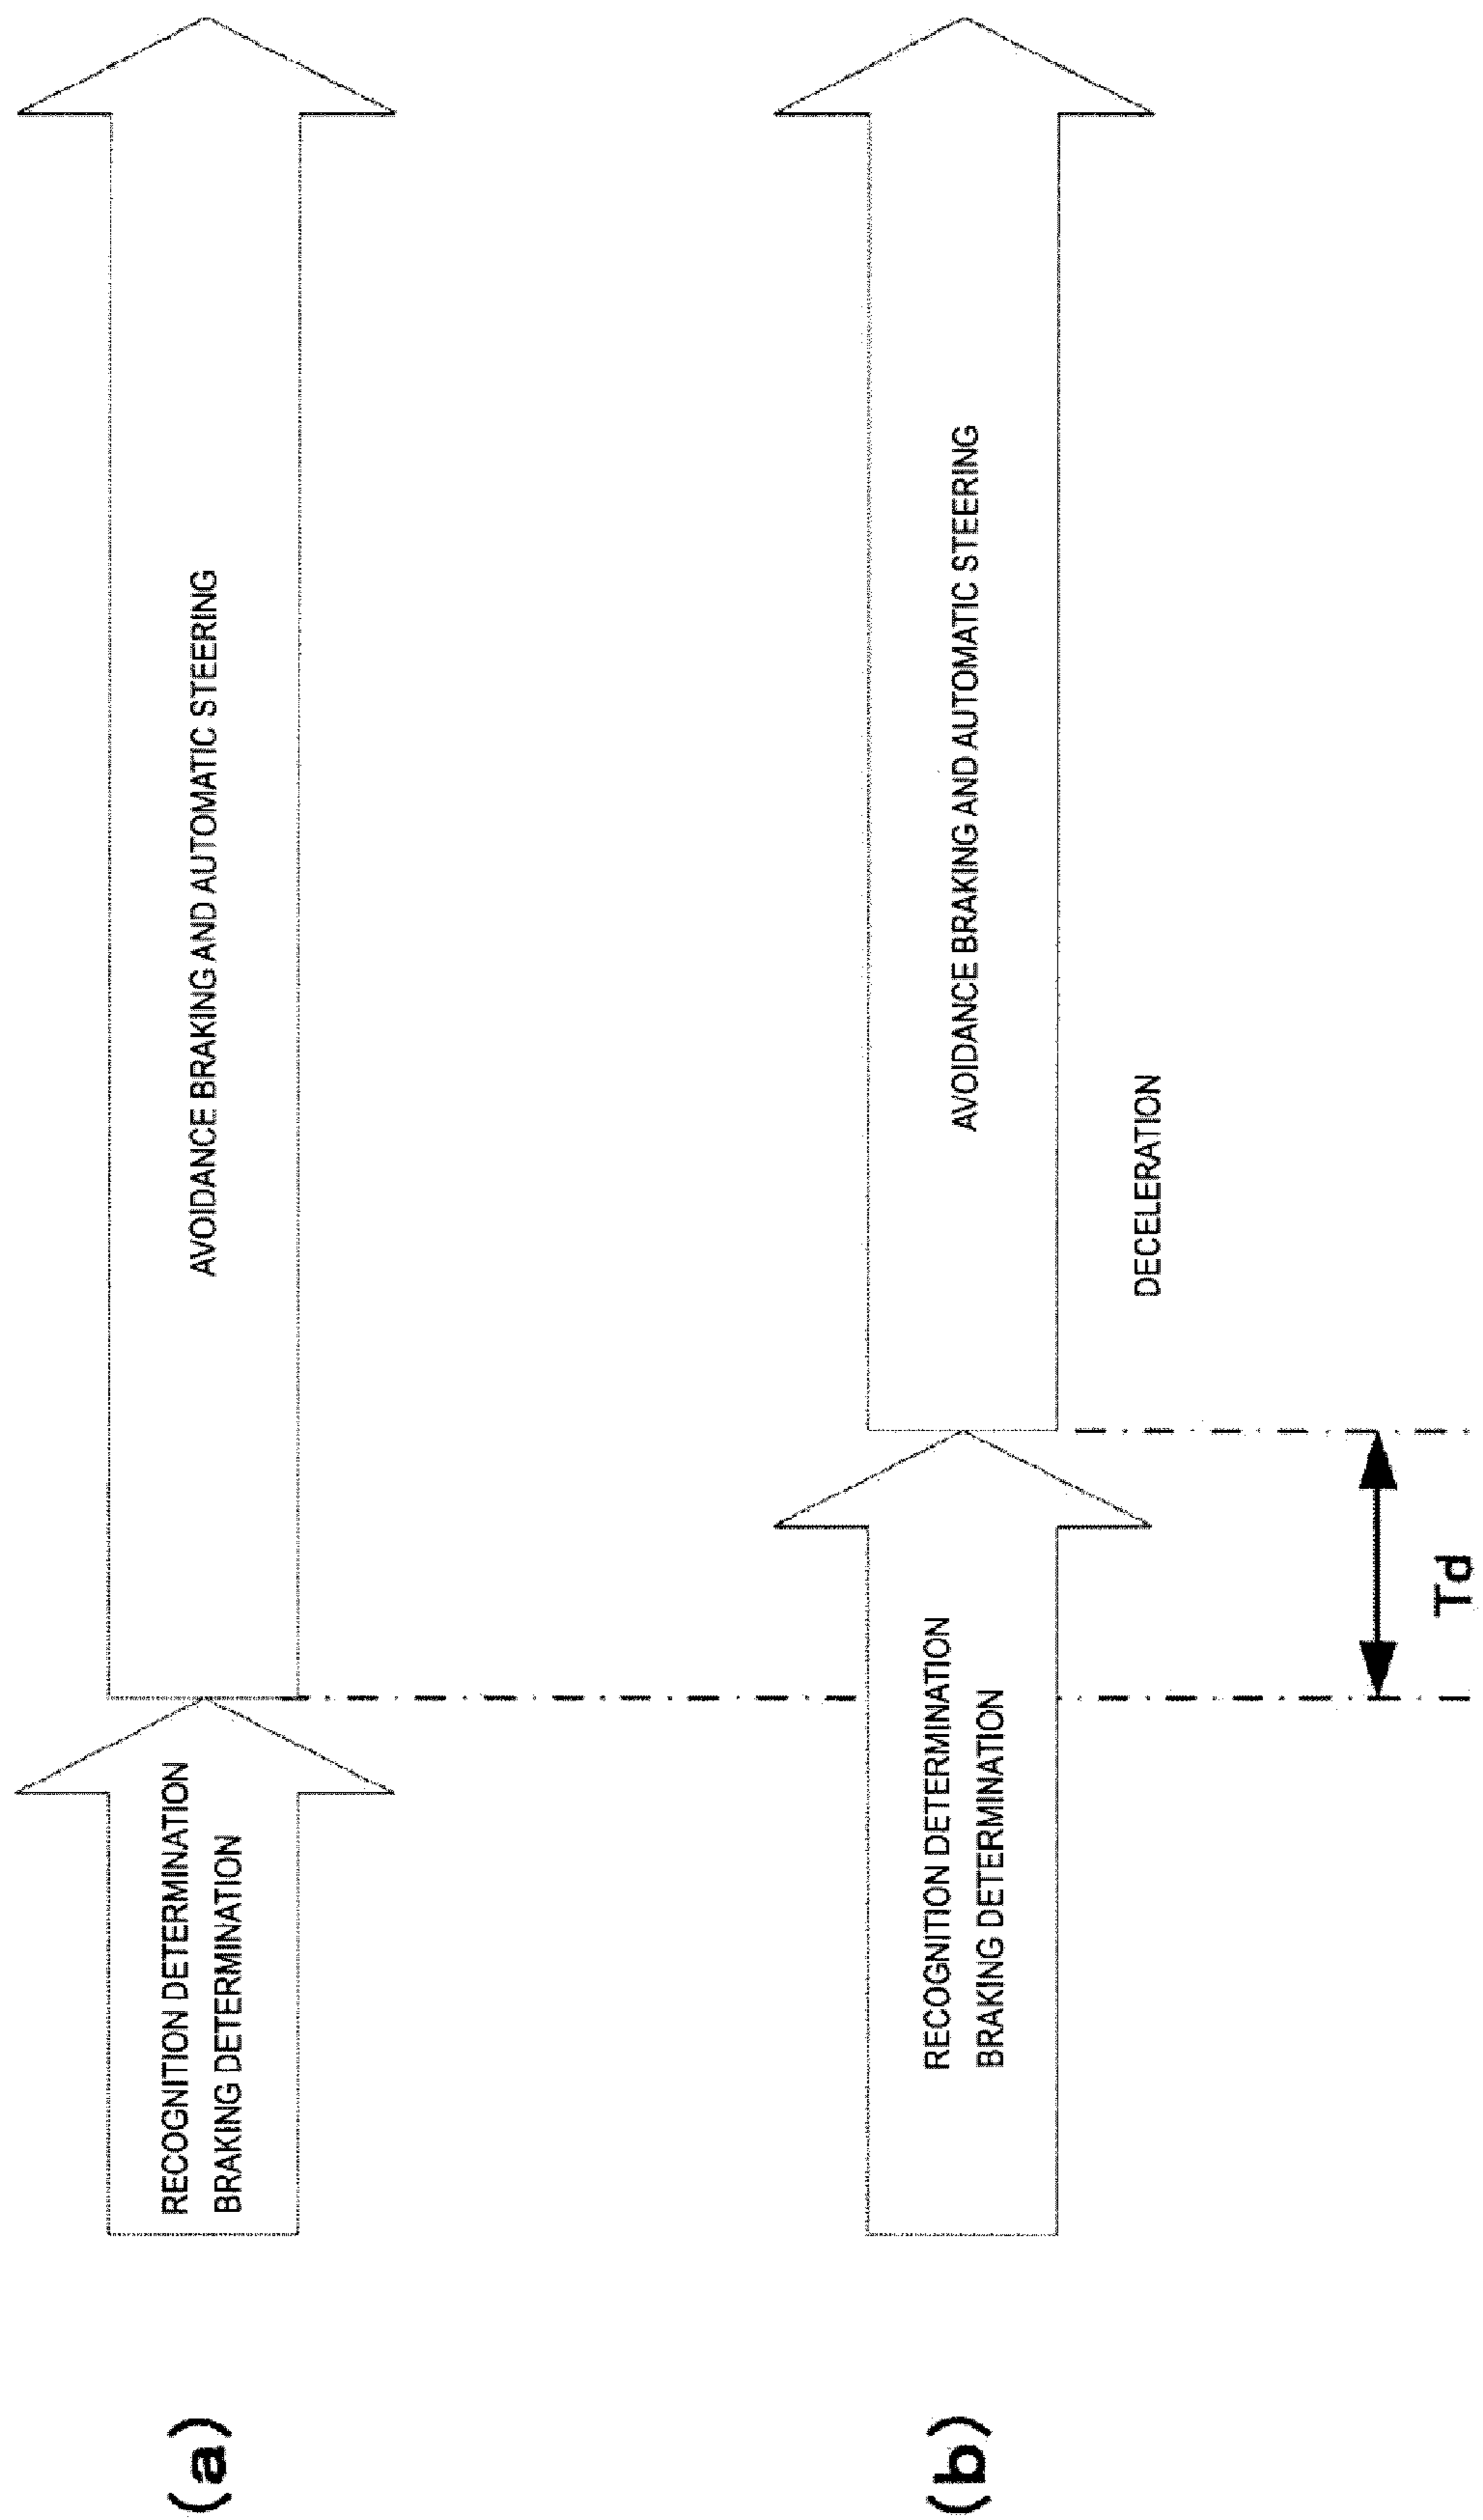 (a)
RECOGNITION DETERMINATION
BRAKING DETERMINATION
AVOIDANCE BRAKING AND AUTOMATIC STEERING
(b)
RECOGNITION DETERMINATION
BRAKING DETERMINATION
AVOIDANCE BRAKING AND AUTOMATIC STEERING
DECELERATION
Td